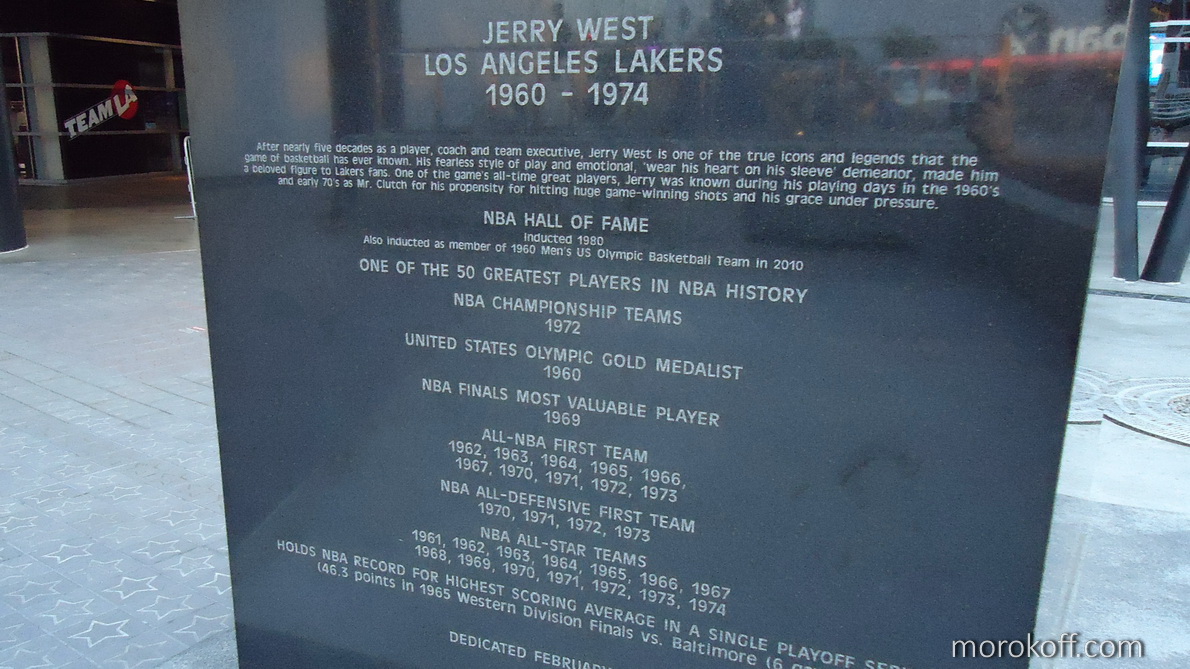 TEAM LA
JERRY WEST
LOS ANGELES LAKERS
1960 - 1974
After nearly five decades as a player, coach and team executive, Jerry West is one of the true icons and legends that the
game of basketball has ever known. His fearless style of play and emotional, 'wear his heart on his sleeve' demeanor, made him
a beloved figure to Lakers fans. One of the game's all-time great players, Jerry was known during his playing days in the 1960's
and early 70's as Mr. Clutch for his propensity for hitting huge game-winning shots and his grace under pressure.
NBA HALL OF FAME
Inducted 1980
Also inducted as member of 1960 Men's US Olympic Basketball Team in 2010
ONE OF THE 50 GREATEST PLAYERS IN NBA HISTORY
NBA CHAMPIONSHIP TEAMS
1972
UNITED STATES OLYMPIC GOLD MEDALIST
1960
NBA FINALS MOST VALUABLE PLAYER
1969
ALL-NBA FIRST TEAM
1962, 1963, 1964, 1965, 1966,
1967, 1970, 1971, 1972, 1973
NBA ALL-DEFENSIVE FIRST TEAM
1970, 1971, 1972, 1973
NBA ALL-STAR TEAMS
1961, 1962, 1963, 1964, 1965, 1966, 1967
1968, 1969, 1970, 1971, 1972, 1973, 1974
HOLDS NBA RECORD FOR HIGHEST SCORING AVERAGE IN A SINGLE PLAYOFF
(46.3 points in 1965 Western Division Finals vs. Baltimore (6
DEDICATED FEBRUARY
morokoff.com